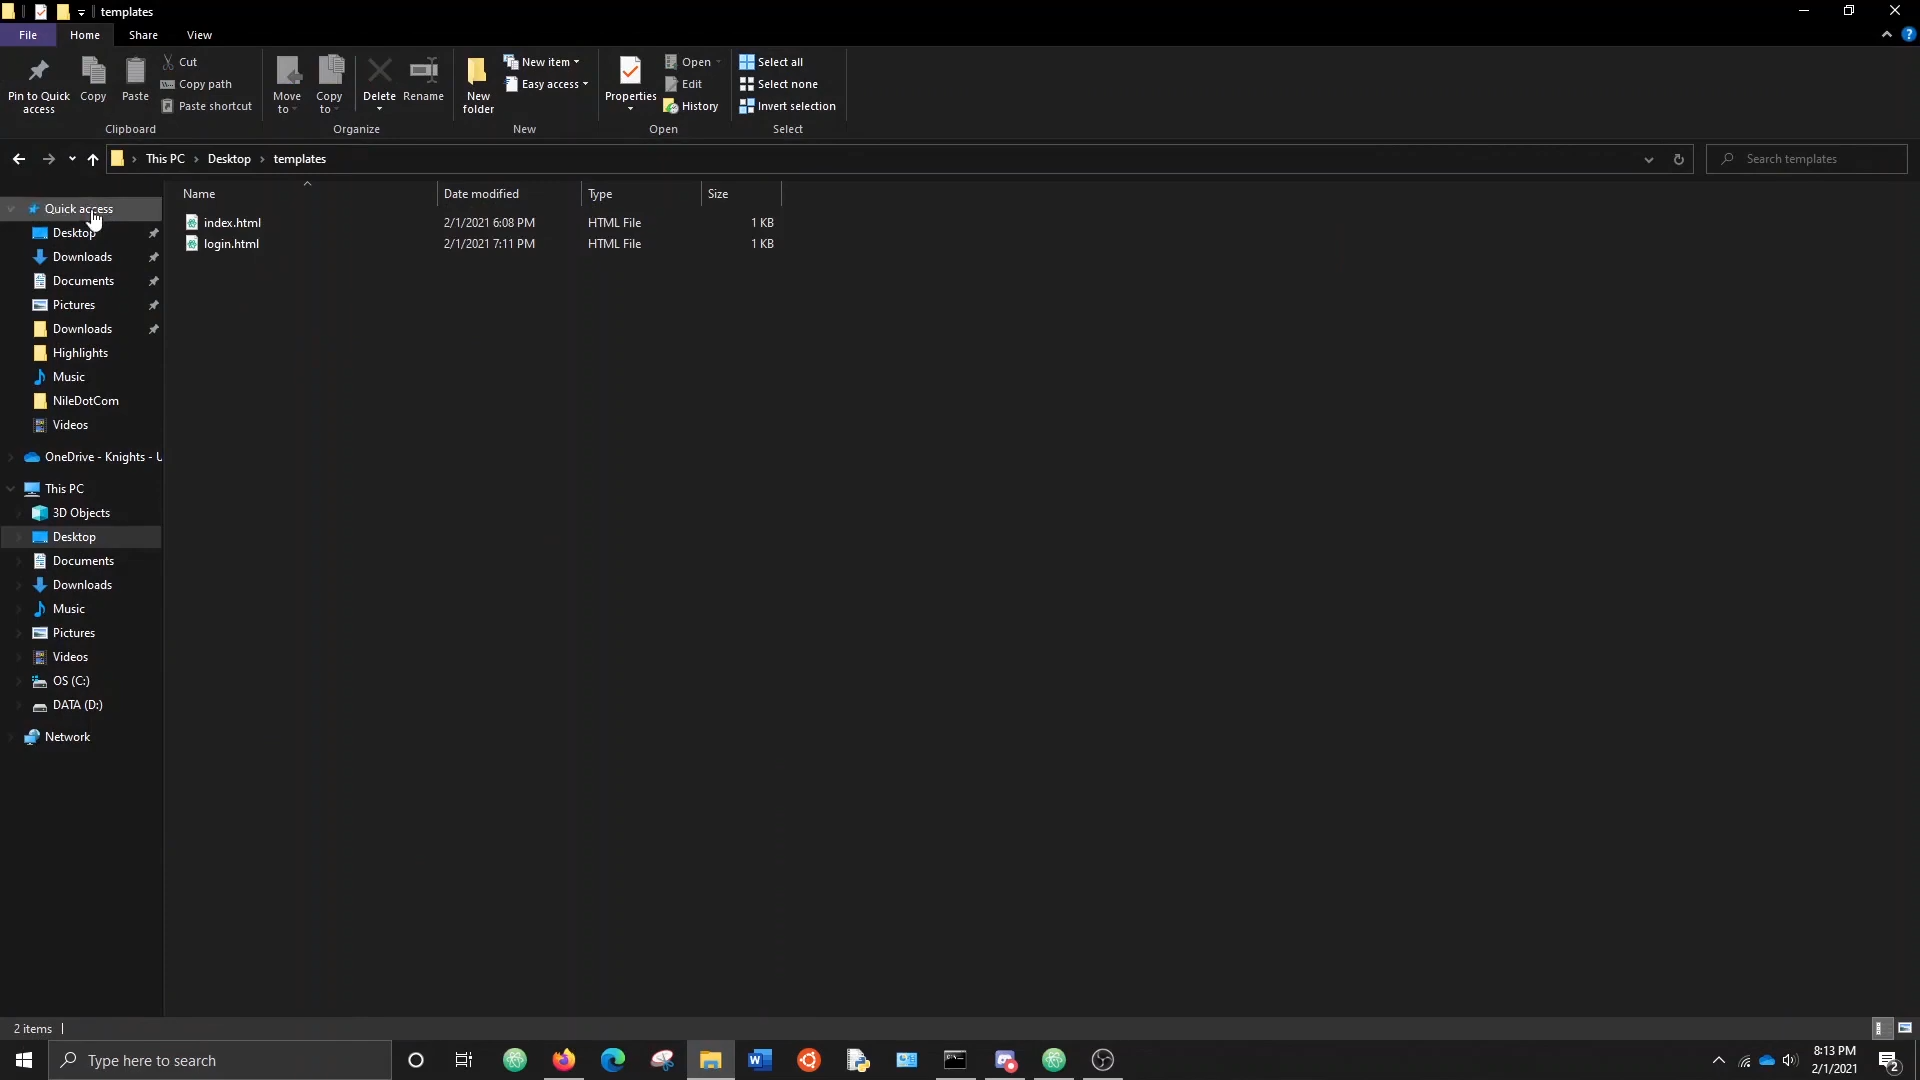 templates
File Home Share View
Pin to Quick access
Copy
Paste
Cut
Copy path
Paste shortcut
Clipboard
Move to
Copy to
Delete
Rename
Organize
New folder
New item
Easy access
New
Properties
Open
Edit
History
Open
Select all
Select none
Invert selection
Select
This PC Desktop templates
Search templates
Name Date modified Type Size
index.html 2/1/2021 6:08 PM HTML File 1 KB
login.html 2/1/2021 7:11 PM HTML File 1 KB
Quick access
Desktop
Downloads
Documents
Pictures
Downloads
Highlights
Music
NileDotCom
Videos
OneDrive - Knights - U
This PC
3D Objects
Desktop
Documents
Downloads
Music
Pictures
Videos
OS (C:)
DATA (D:)
Network
2 items
Type here to search
8:13 PM
2/1/2021
2